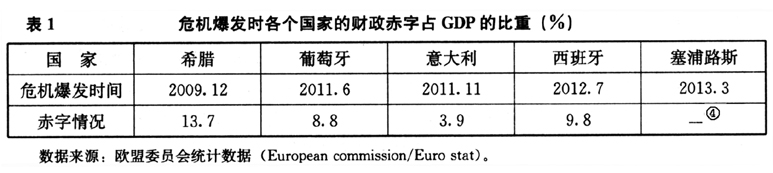 表1 危机爆发时各个国家的财政赤字占GDP的比重(%)
国 家 希腊 葡萄牙 意大利 西班牙 塞浦路斯
危机爆发时间 2009.12 2011.6 2011.11 2012.7 2013.3
赤字情况 13.7 8.8 3.9 9.8 —④
数据来源:欧盟委员会统计数据(European commission/Euro stat)。